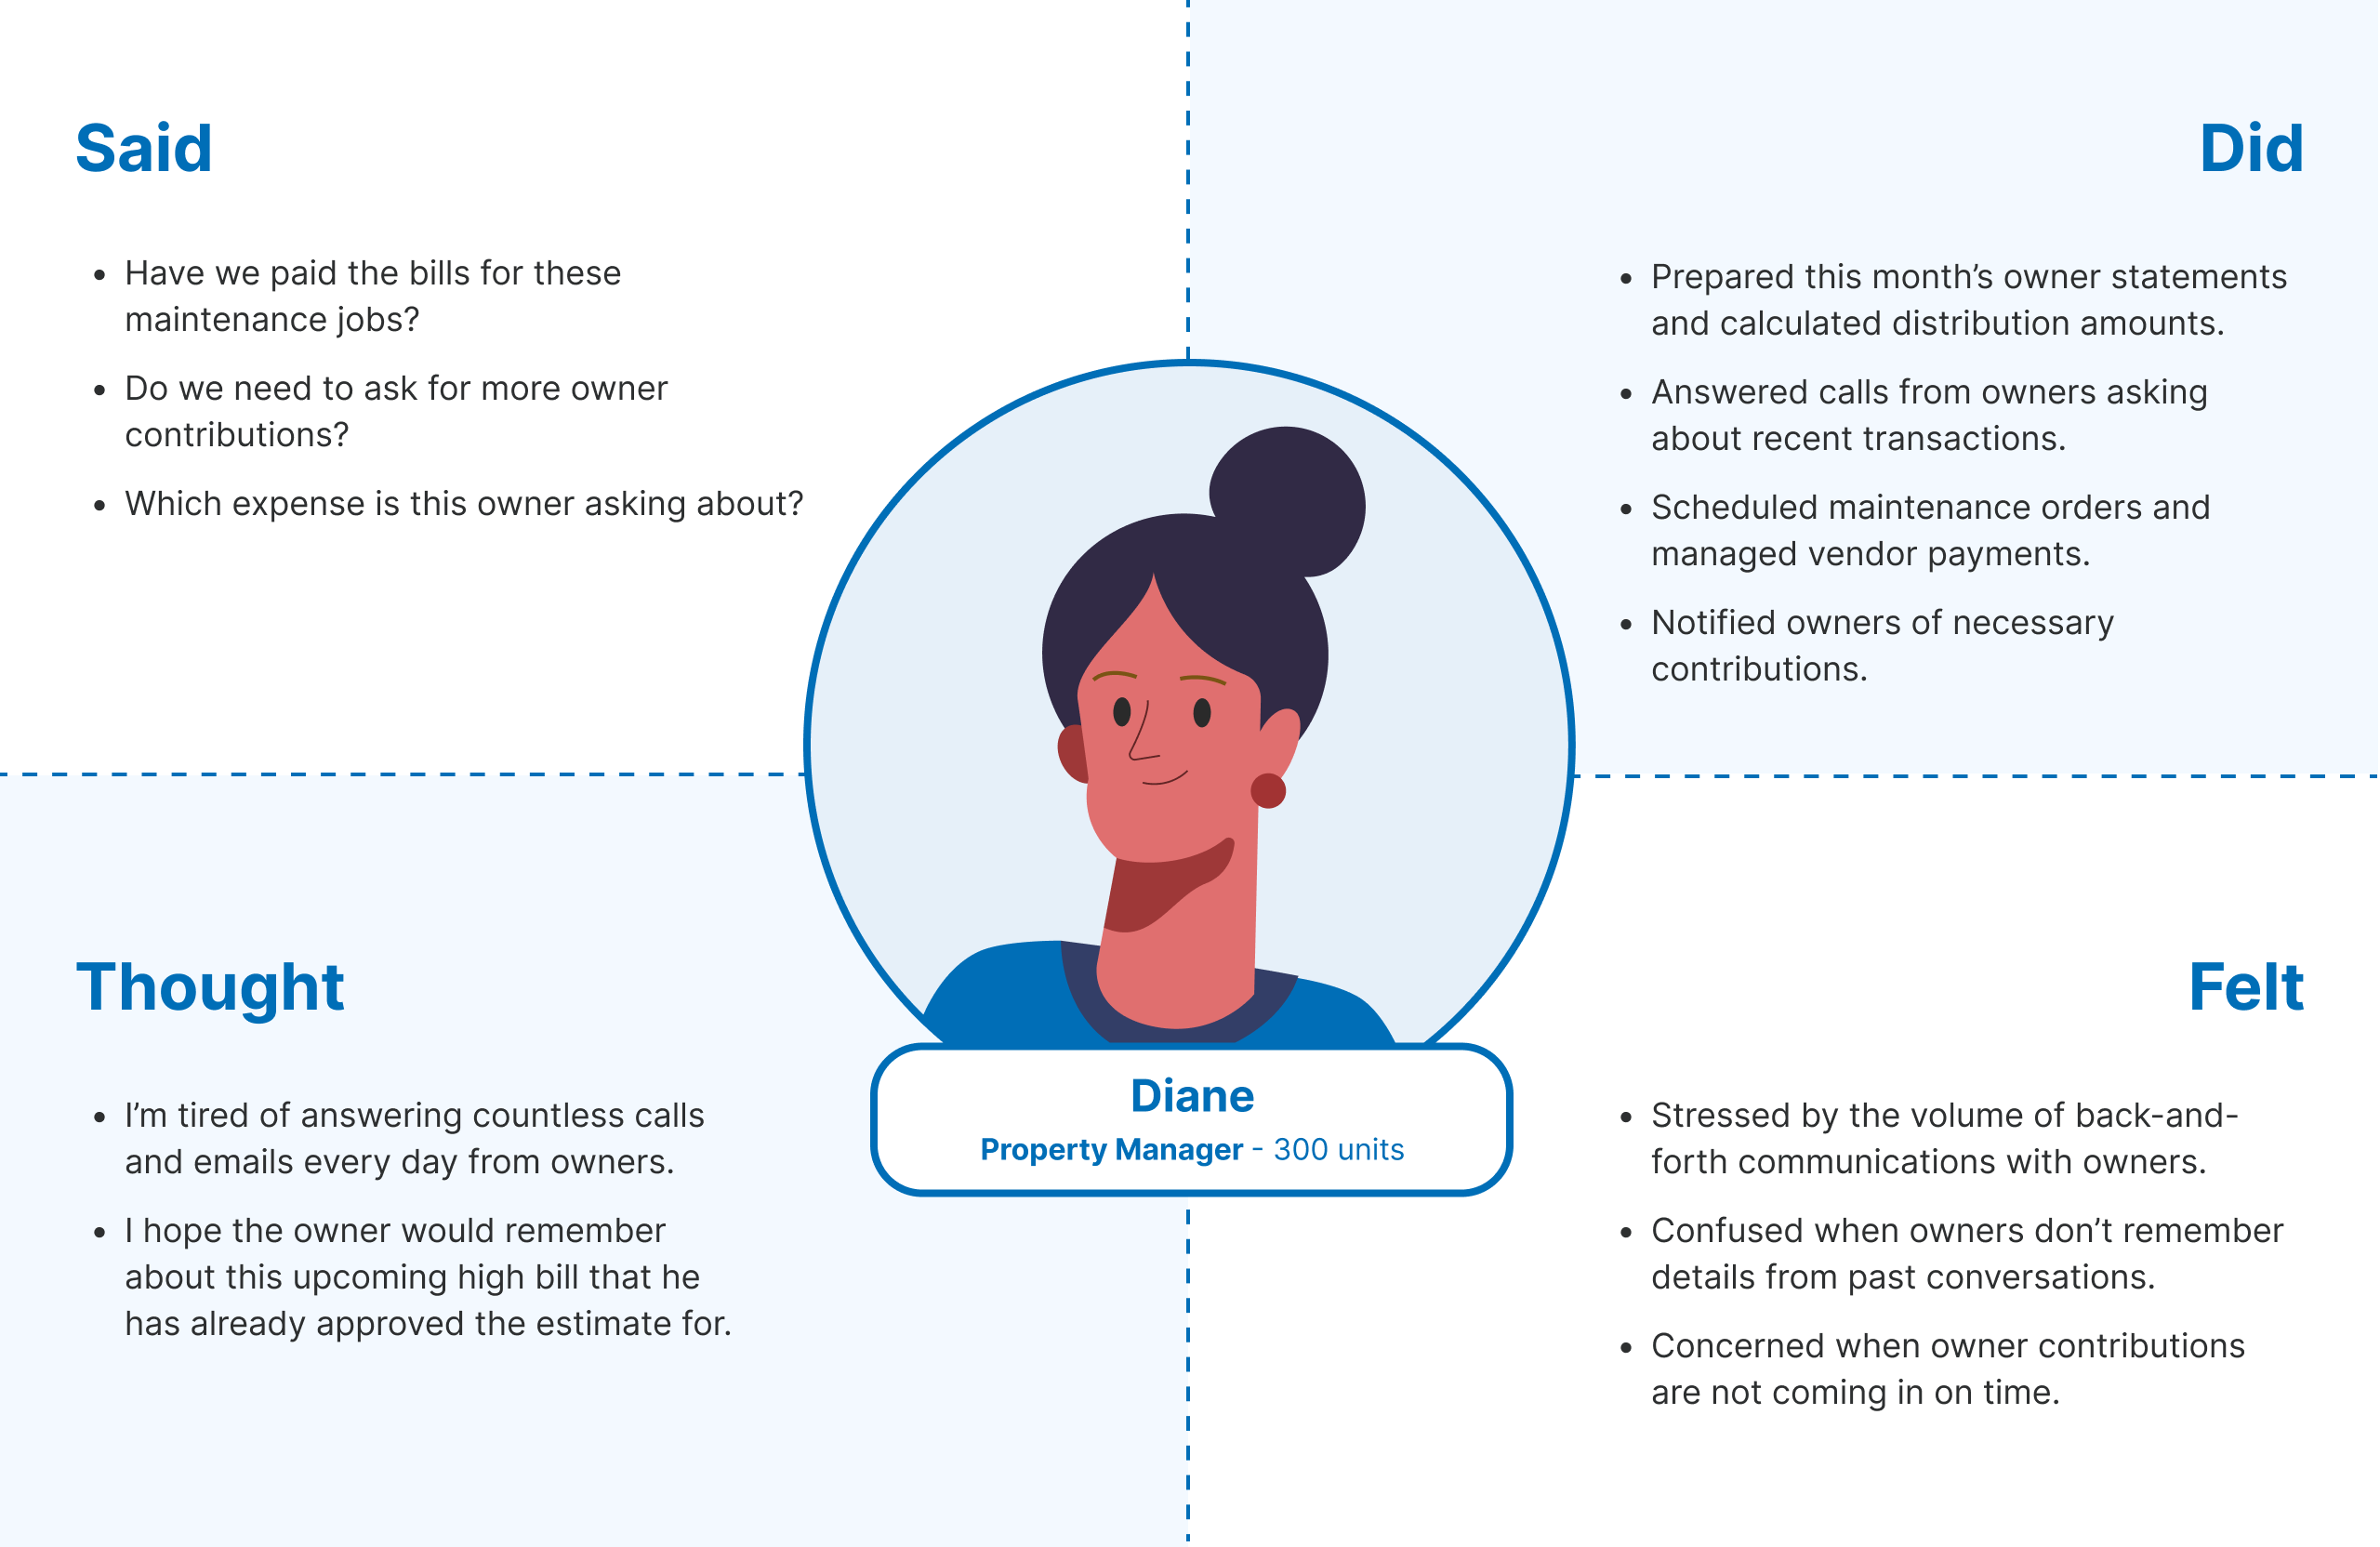 Said
• Have we paid the bills for these
maintenance jobs?
• Do we need to ask for more owner
contributions?
• Which expense is this owner asking about?
Did
• Prepared this month’s owner statements
and calculated distribution amounts.
• Answered calls from owners asking
about recent transactions.
• Scheduled maintenance orders and
managed vendor payments.
• Notified owners of necessary
contributions.
Diane
Property Manager - 300 units
Thought
• I’m tired of answering countless calls
and emails every day from owners.
• I hope the owner would remember
about this upcoming high bill that he
has already approved the estimate for.
Felt
• Stressed by the volume of back-and-
forth communications with owners.
• Confused when owners don’t remember
details from past conversations.
• Concerned when owner contributions
are not coming in on time.